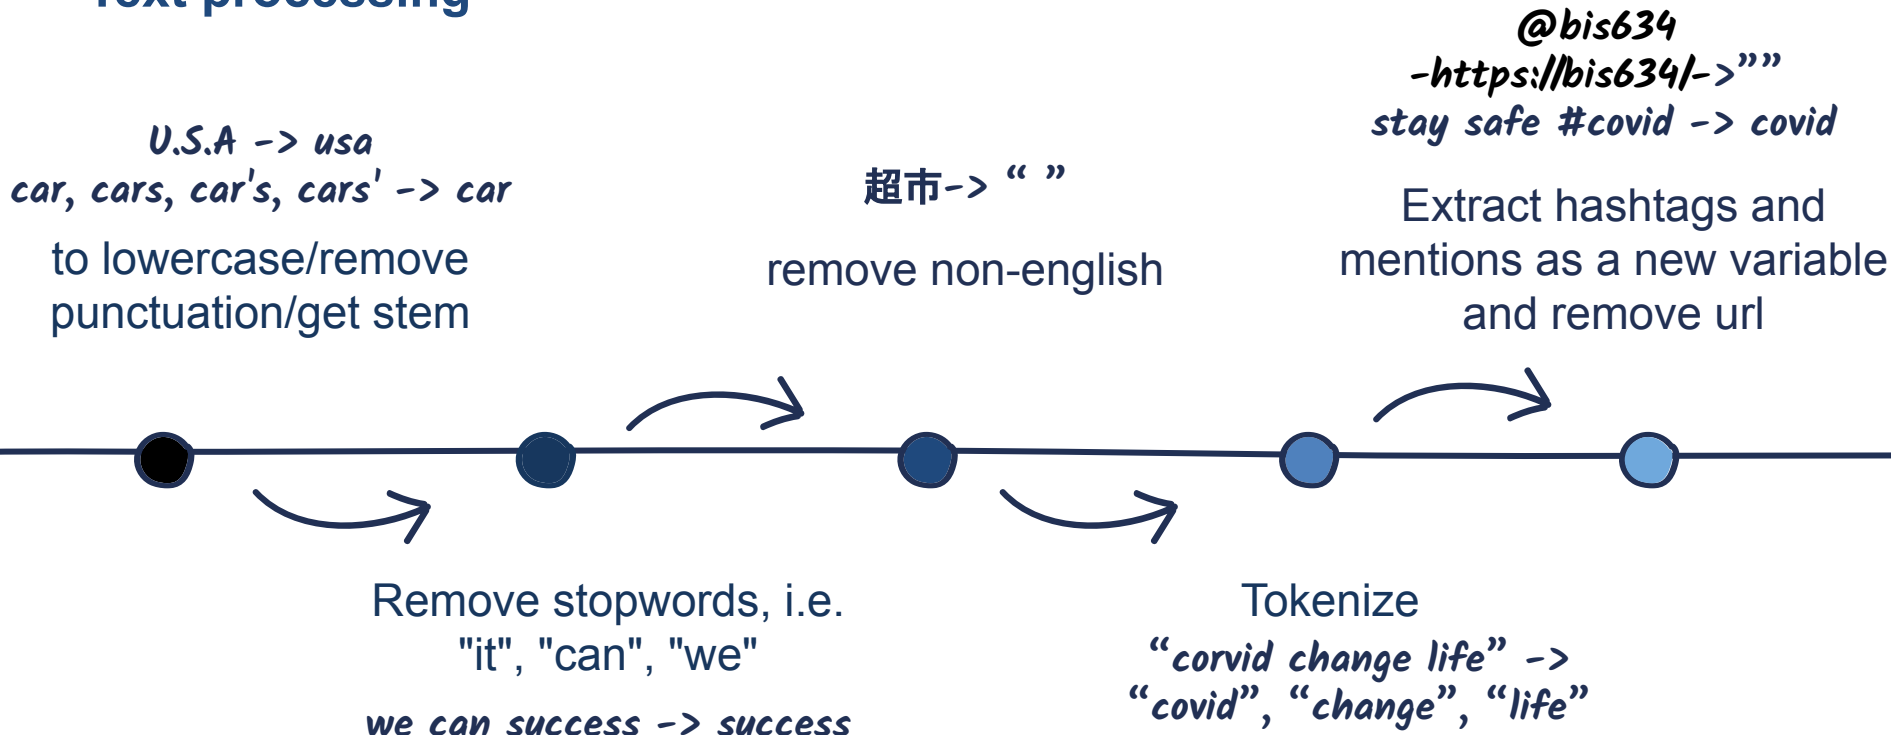 Text processing
U.S.A -> usa
car, cars, car's, cars' -> car
to lowercase/remove
punctuation/get stem
Remove stopwords, i.e.
"it", "can", "we"
we can success -> success
超市-> “ ”
remove non-english
Tokenize
“corvid change life” ->
“covid”, “change”, “life”
@bis634
-https://bis634/->””
stay safe #covid -> covid
Extract hashtags and
mentions as a new variable
and remove url